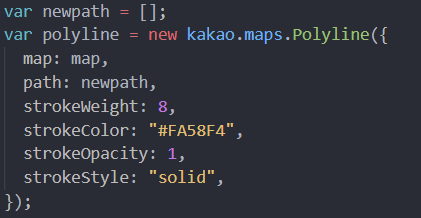 var newpath = [];
var polyline = new kakao.maps.Polyline({
  map: map,
  path: newpath,
  strokeWeight: 8,
  strokeColor: "#FA58F4",
  strokeOpacity: 1,
  strokeStyle: "solid",
});